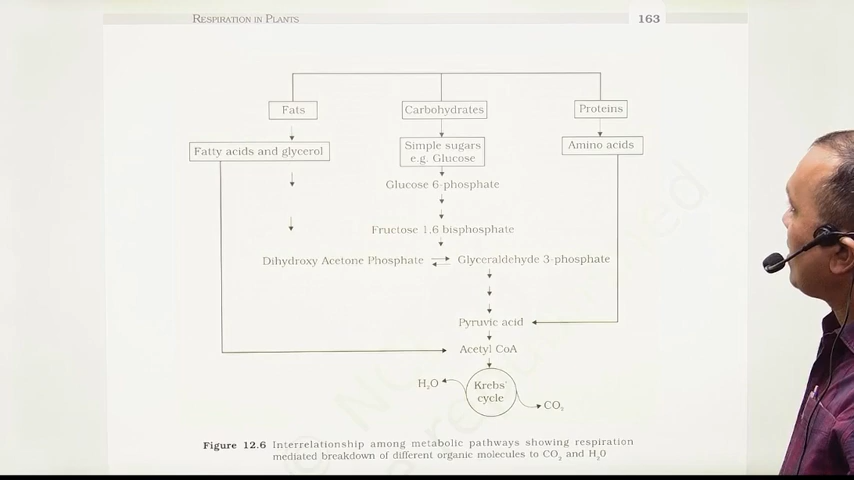 RESPIRATION IN PLANTS
163
Fats
Carbohydrates
Proteins
Fatty acids and glycerol
Simple sugars
e.g. Glucose
Amino acids
Glucose 6-phosphate
Fructose 1,6 bisphosphate
Dihydroxy Acetone Phosphate
Glyceraldehyde 3-phosphate
Pyruvic acid
Acetyl CoA
H₂O
Krebs'
cycle
CO₂
Figure 12.6 Interrelationship among metabolic pathways showing respiration
mediated breakdown of different organic molecules to CO₂ and H₂O